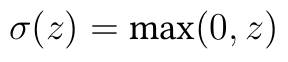 σ(z) = max(0, z)